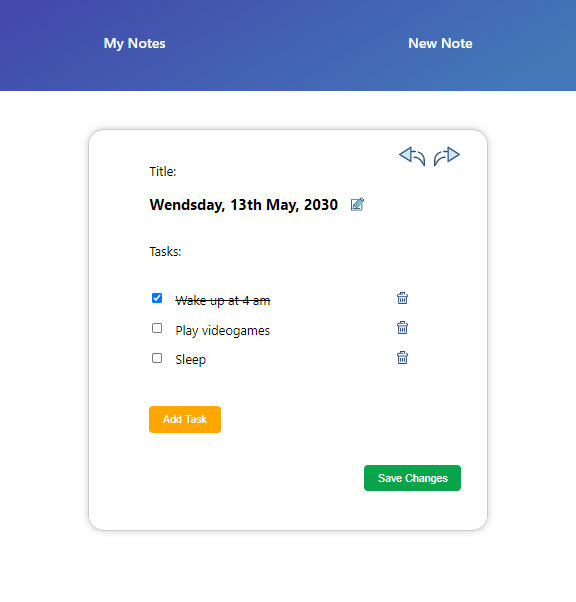 My Notes New Note
Title:
Wendsday, 13th May, 2030
Tasks:
Wake up at 4 am
Play videogames
Sleep
Add Task
Save Changes